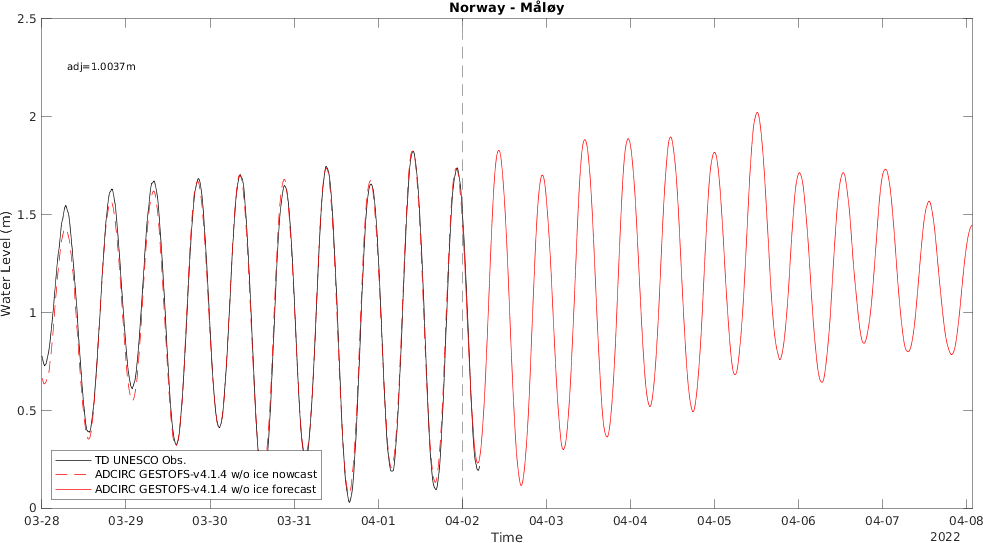 Norway - Måløy
adj=1.0037m
Water Level (m)
2.5
2
1.5
1
0.5
0
TD UNESCO Obs.
ADCIRC GESTOFS-v4.1.4 w/o ice nowcast
ADCIRC GESTOFS-v4.1.4 w/o ice forecast
03-28 03-29 03-30 03-31 04-01 04-02 04-03 04-04 04-05 04-06 04-07 04-08
Time
2022